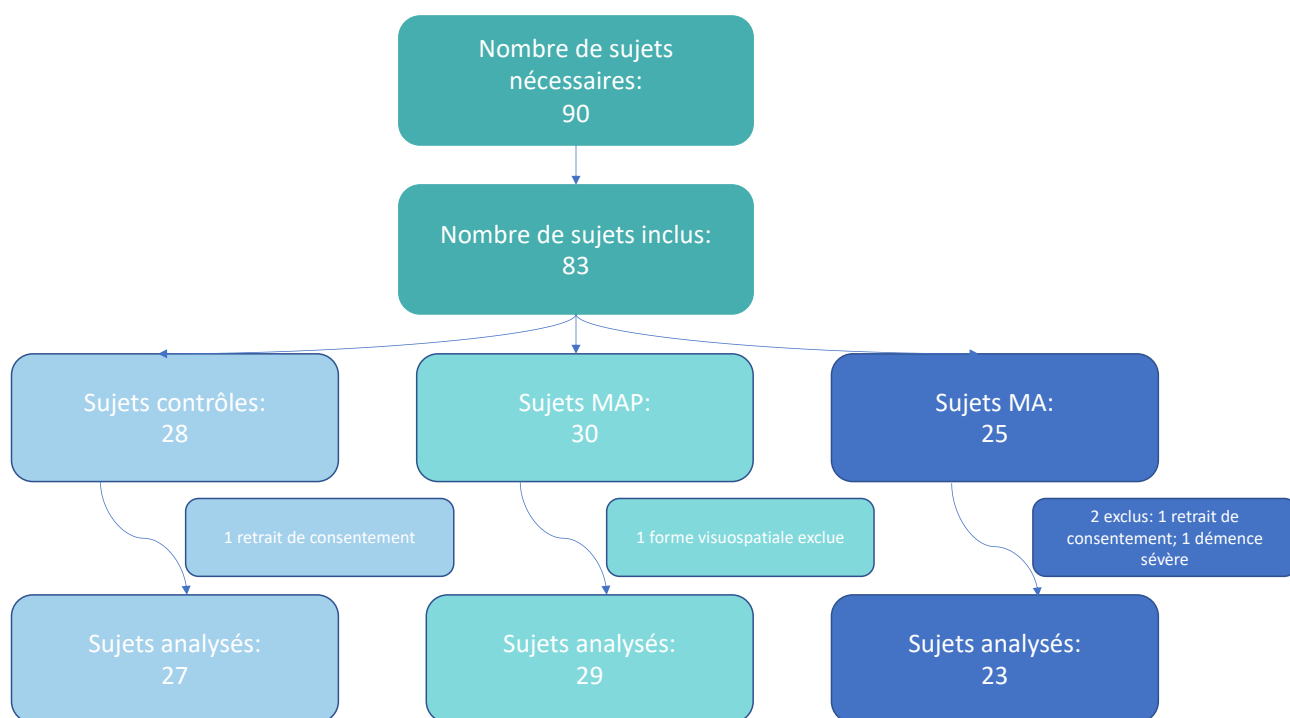 Nombre de sujets
nécessaires:
90
Nombre de sujets inclus:
83
Sujets contrôles:
28
Sujets MAP:
30
Sujets MA:
25
1 retrait de consentement
1 forme visuospatiale exclue
2 exclus: 1 retrait de
consentement; 1 démence
sévère
Sujets analysés:
27
Sujets analysés:
29
Sujets analysés:
23